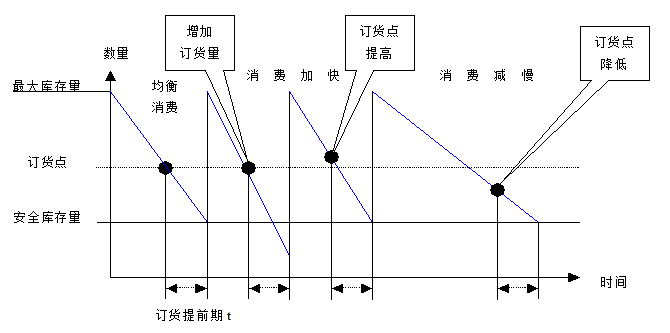 增加
订货量
订货点
提高
订货点
降低
数量
消 费 加 快
消 费 减 慢
最大库存量
均衡
消费
订货点
安全库存量
时间
订货提前期 t